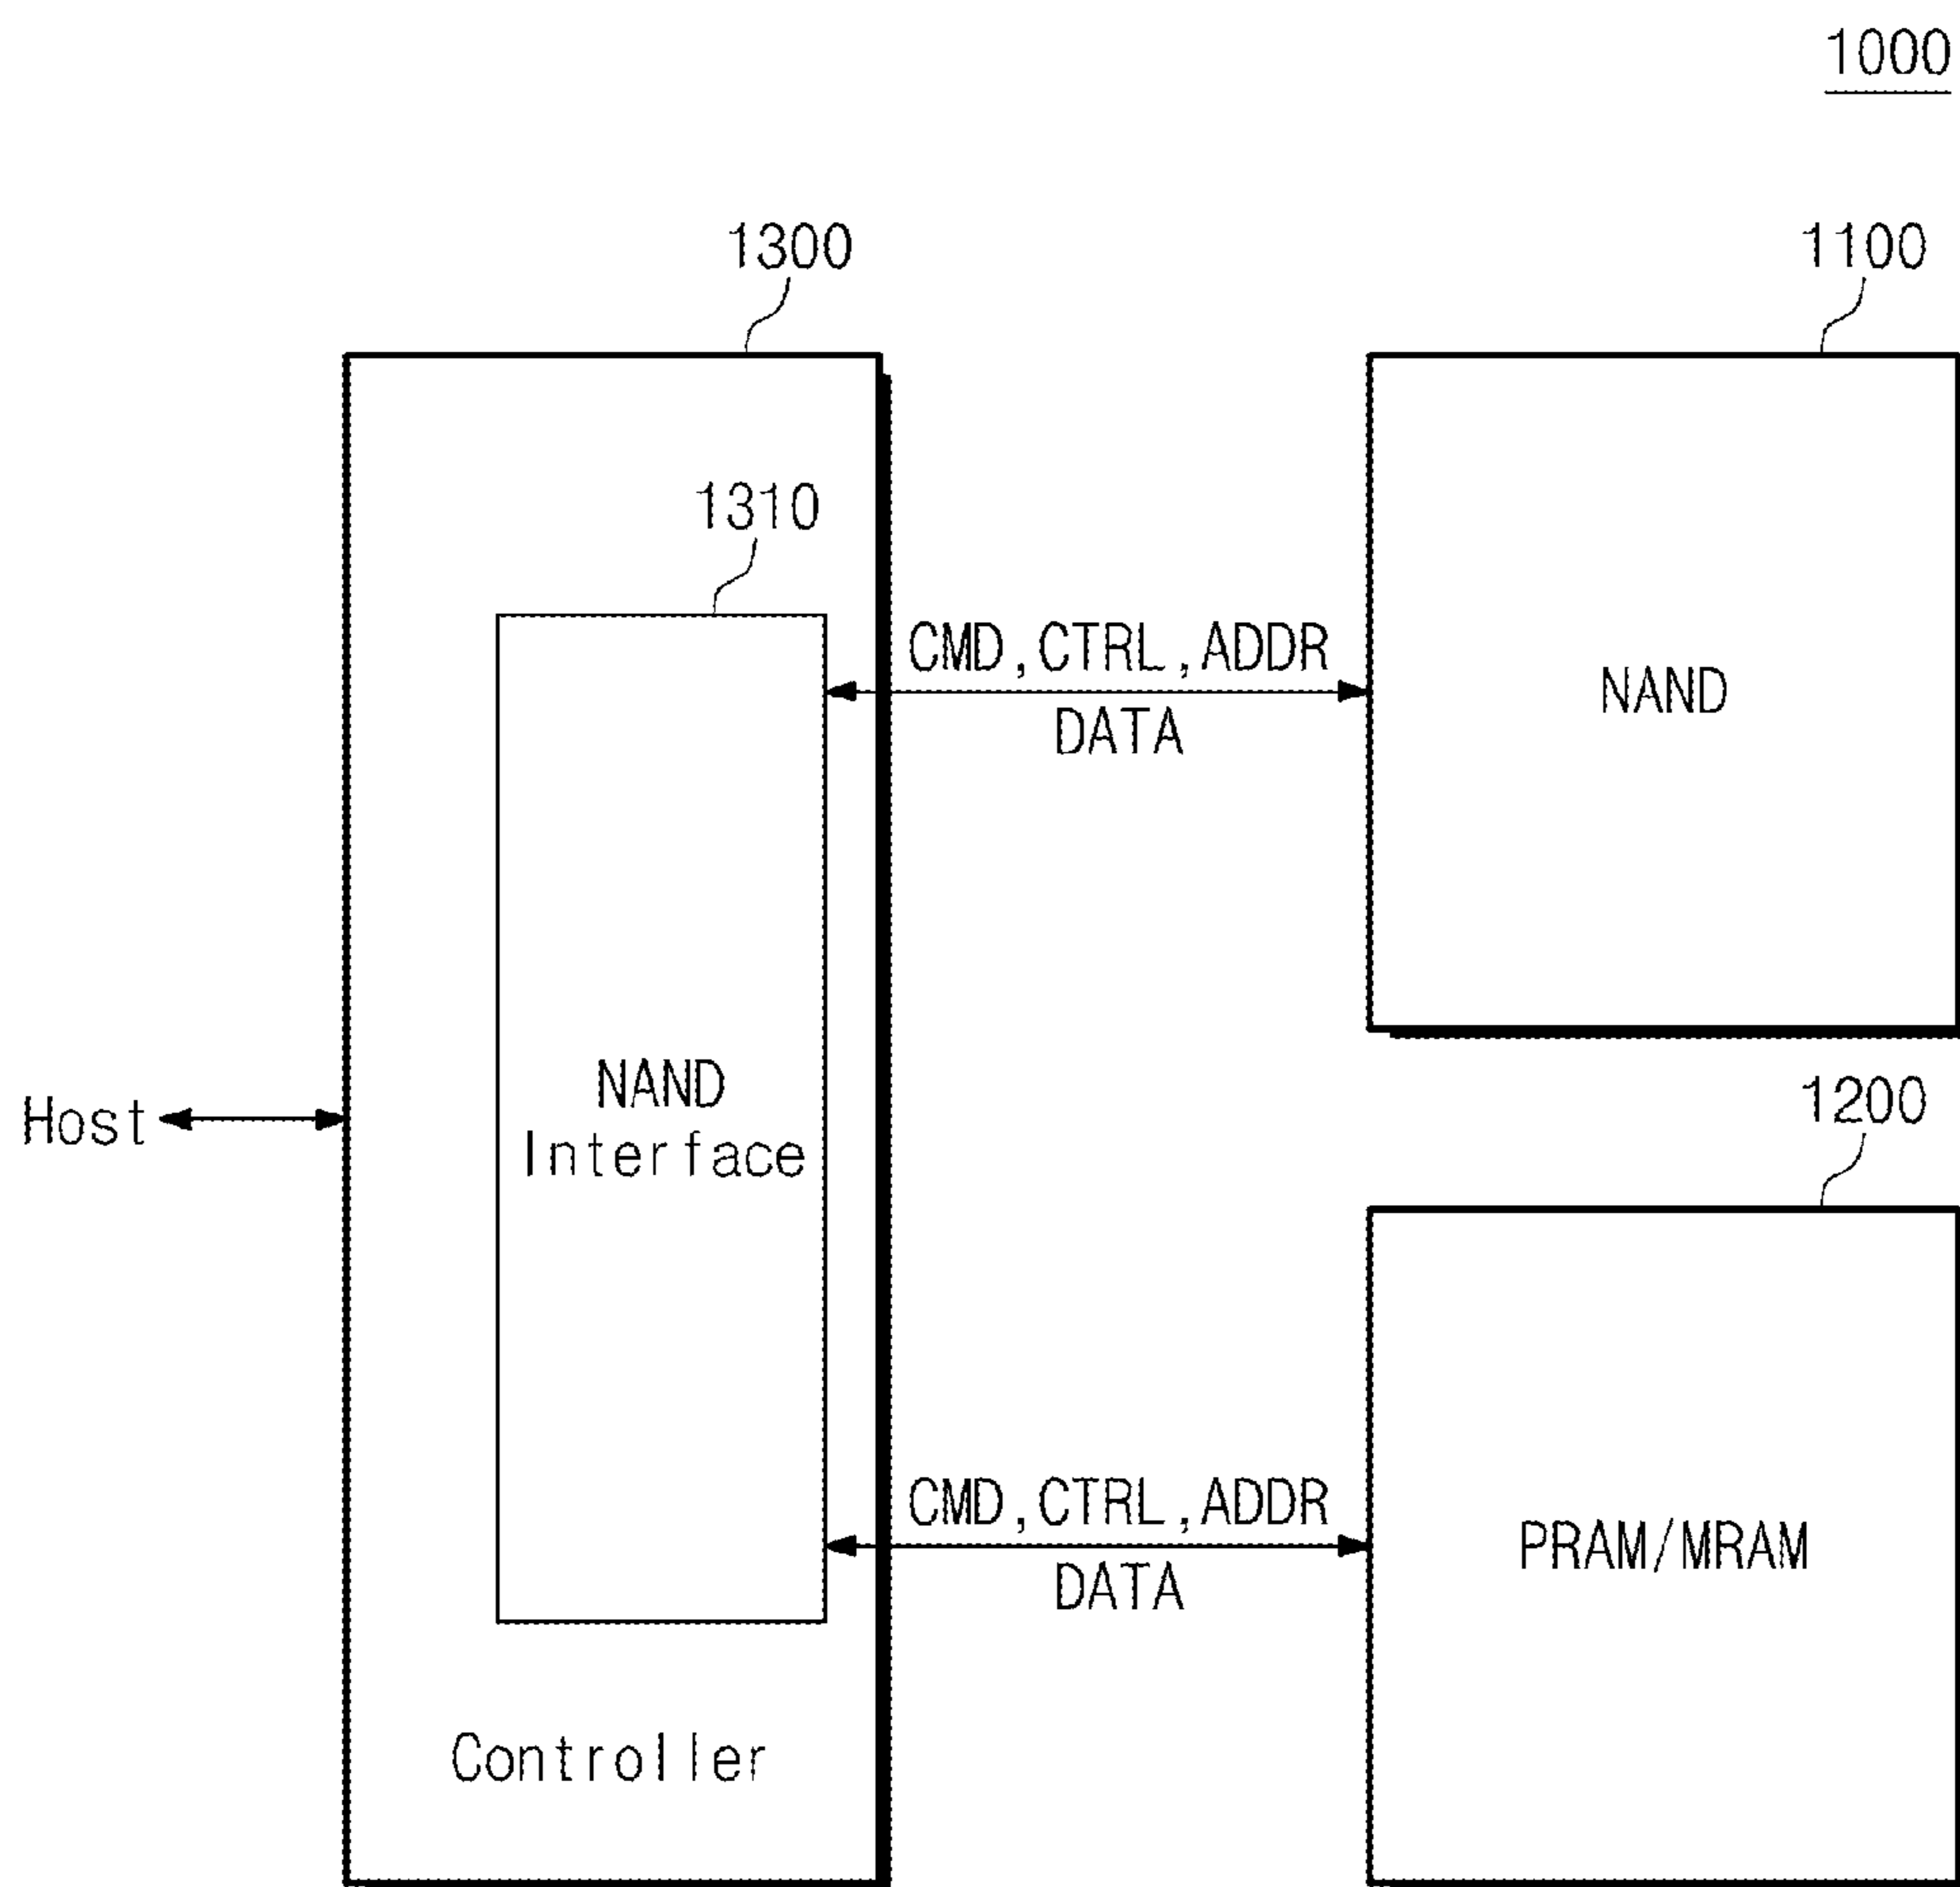 1000
1300
1100
1310
CMD,CTRL,ADDR
DATA
NAND
NAND
Interface
Host
1200
CMD,CTRL,ADDR
DATA
PRAM/MRAM
Controller